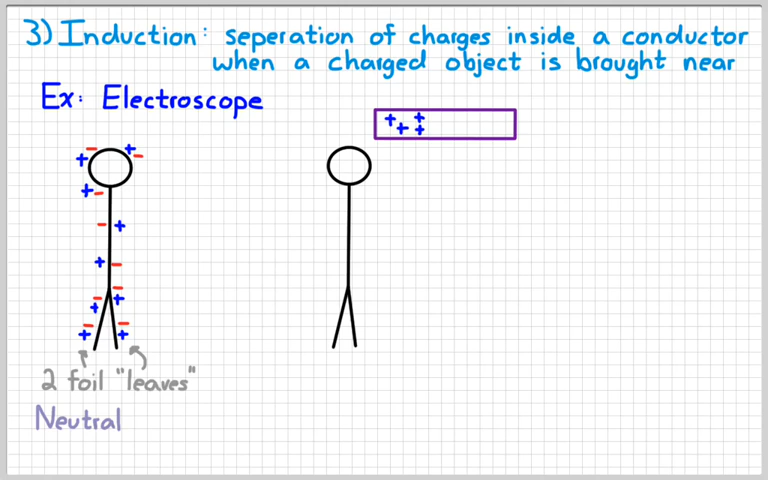 3) Induction: seperation of charges inside a conductor
when a charged object is brought near
Ex: Electroscope
2 foil "leaves"
Neutral